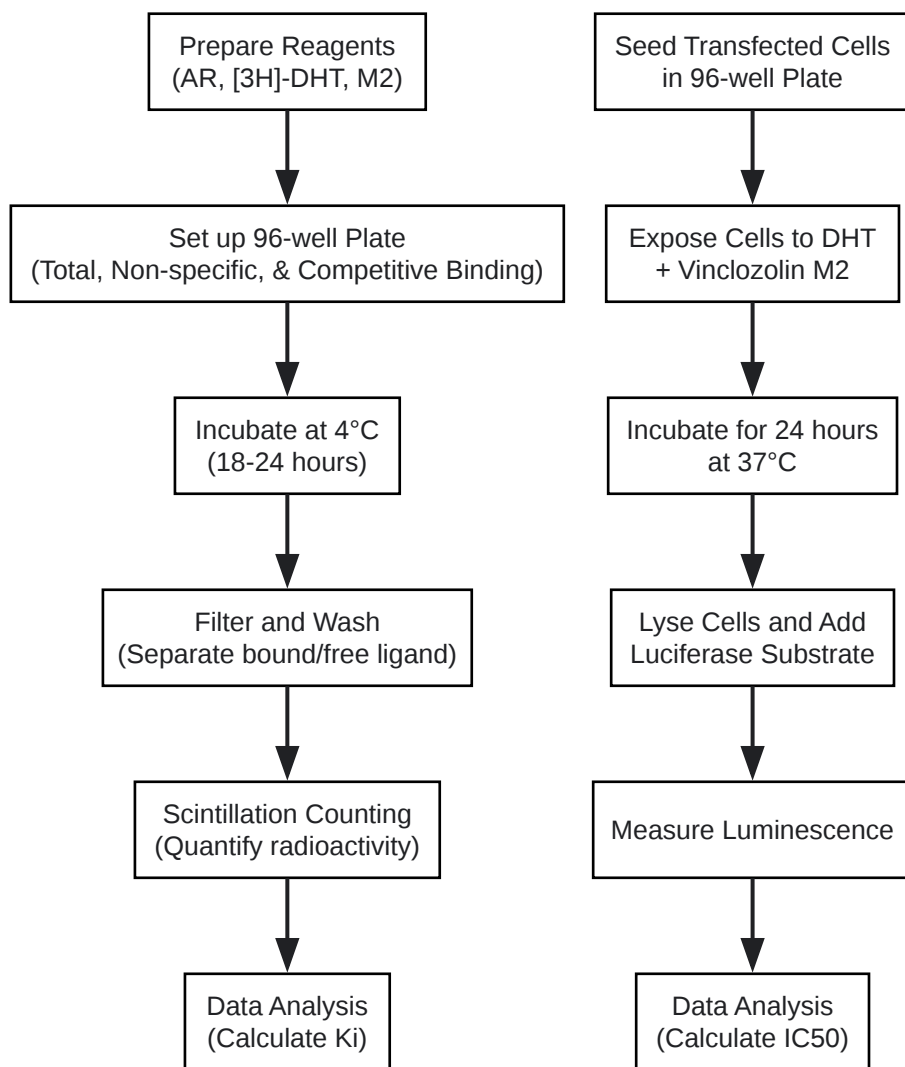 Prepare Reagents
(AR, [3H]-DHT, M2)
Set up 96-well Plate
(Total, Non-specific, & Competitive Binding)
Incubate at 4°C
(18-24 hours)
Filter and Wash
(Separate bound/free ligand)
Scintillation Counting
(Quantify radioactivity)
Data Analysis
(Calculate Ki)
Seed Transfected Cells
in 96-well Plate
Expose Cells to DHT
+ Vinclozolin M2
Incubate for 24 hours
at 37°C
Lyse Cells and Add
Luciferase Substrate
Measure Luminescence
Data Analysis
(Calculate IC50)